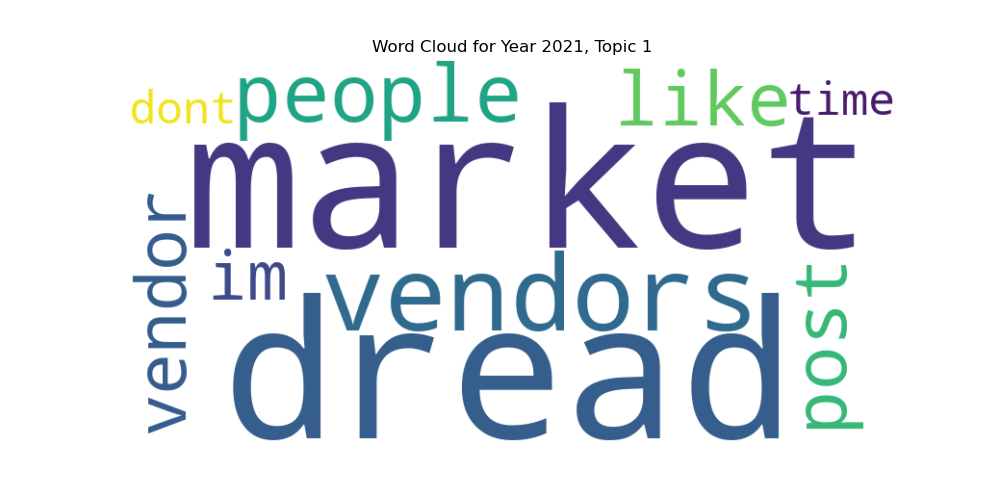 Word Cloud for Year 2021, Topic 1
dont people like time
market
vendor im vendors post
dread